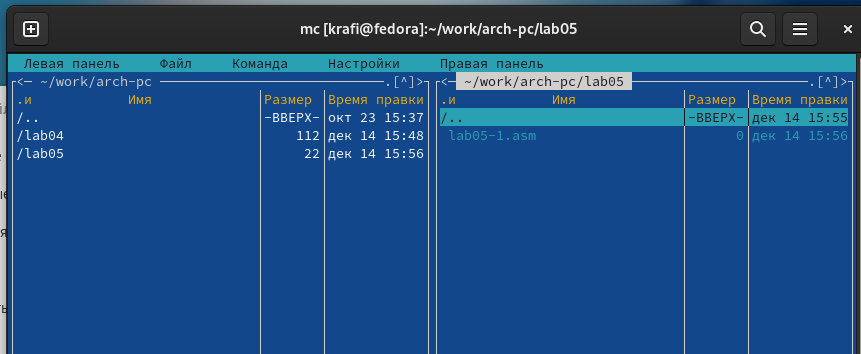 mc [krafi@fedora]:~/work/arch-pc/lab05
Левая панель Файл Команда Настройки Правая панель
<— ~/work/arch-pc .[^]>
.и Имя Размер Время правки
/.. -ВВЕРХ- окт 23 15:37
/lab04 112 дек 14 15:48
/lab05 22 дек 14 15:56
<— ~/work/arch-pc/lab05 .[^]>
.и Имя Размер Время правки
/.. -ВВЕРХ- дек 14 15:55
lab05-1.asm 0 дек 14 15:56